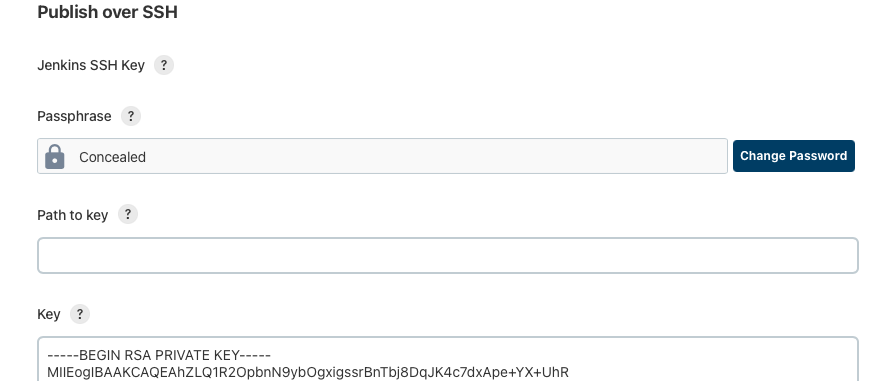 Publish over SSH
Jenkins SSH Key ?
Passphrase ?
Concealed Change Password
Path to key ?
Key ?
-----BEGIN RSA PRIVATE KEY-----
MIIEogIBAAKCAQEAhZLQ1R2OpbnN9ybOgxigssrBnTbj8DqJK4c7dxApe+YX+UhR